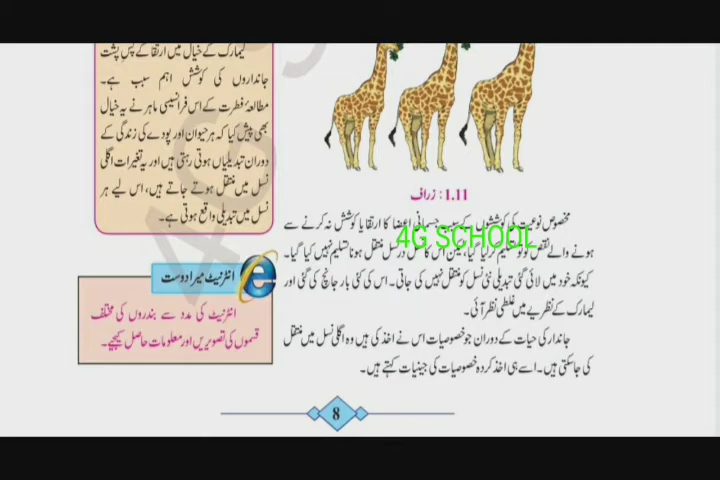 لیمارک کے خیال میں ارتقا کے پس پشت
جانداروں کی کوشش اہم سبب ہے۔
مطالعۂ فطرت کے اس فرانسیسی ماہر نے یہ خیال
بھی پیش کیا کہ ہر حیوان اور پودے کی زندگی کے
دوران تبدیلیاں ہوتی رہتی ہیں اور یہ تغیرات اگلی
نسل میں منتقل ہوتے جاتے ہیں، اس لیے ہر
نسل میں تبدیلی واقع ہوتی ہے۔
انٹرنیٹ میرا دوست
انٹرنیٹ کی مدد سے بندروں کی مختلف
قسموں کی تصویریں اور معلومات حاصل کیجیے۔
1.11 : زراف
مخصوص نوعیت کی کوششوں کے سبب جسمانی اعضا کا ارتقا یا کوشش نہ کرنے سے
ہونے والے نقص کو تو تسلیم کر لیا گیا، لیکن اس کا نسل در نسل منتقل ہونا تسلیم نہیں کیا گیا۔
کیونکہ خود میں لائی گئی تبدیلی نئی نسل کو منتقل نہیں کی جاتی۔ اس کی کئی بار جانچ کی گئی اور
لیمارک کے نظریے میں غلطی نظر آئی۔
جاندار کی حیات کے دوران جو خصوصیات اس نے اخذ کی ہیں وہ اگلی نسل میں منتقل
کی جاسکتی ہیں۔ اسے ہی اخذ کردہ خصوصیات کی جینیات کہتے ہیں۔
4G SCHOOL
8